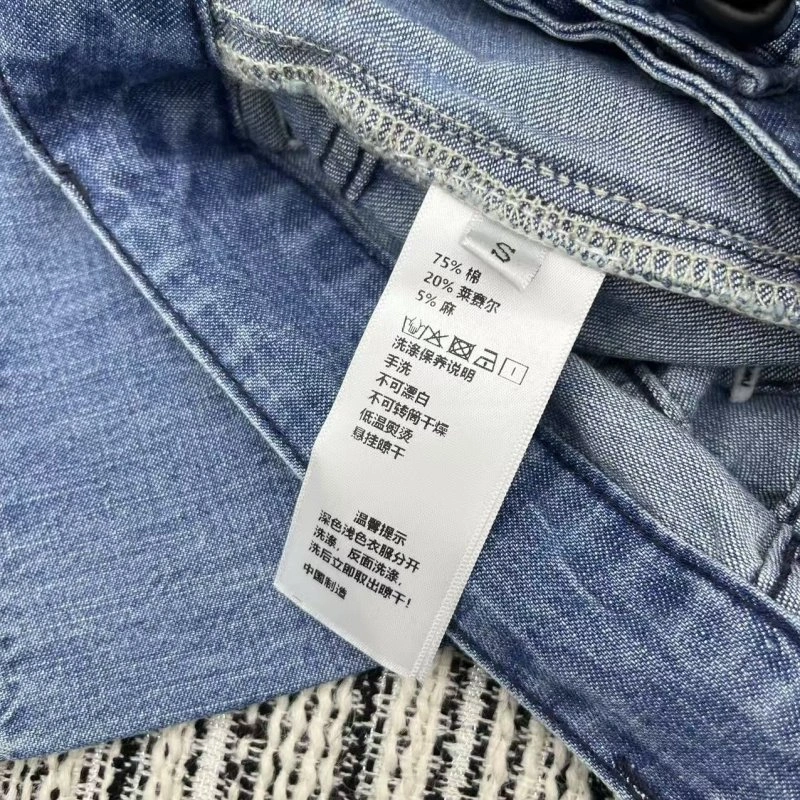 S
75% 棉
20% 莱赛尔
5% 麻
洗涤保养说明
手洗
不可漂白
不可转筒干燥
低温熨烫
悬挂晾干
温馨提示
深色浅色衣服分开
洗涤，反面洗涤，
洗后立即取出晾干！
中国制造